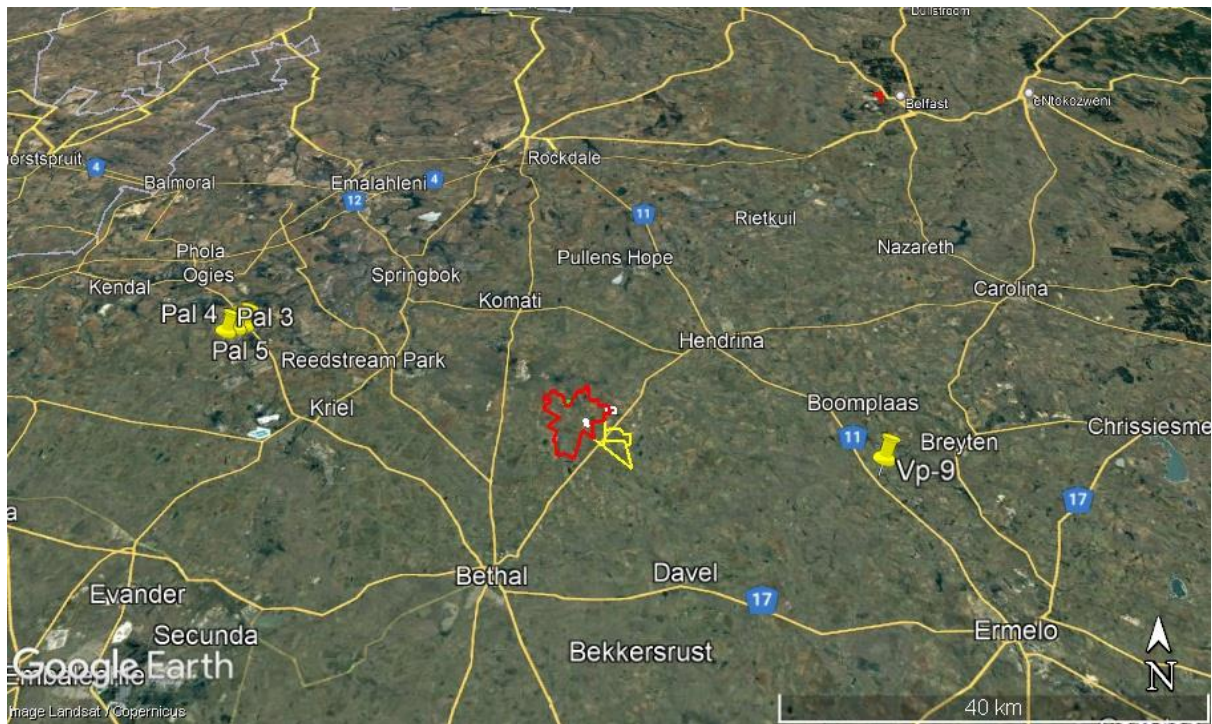 Dullstroom
Belfast
eNtokozweni
Rockdale
4
Balmoral
Emalahleni
4
12
11
Rietkuil
Nazareth
Phola
Pullens Hope
Ogies
Springbok
Kendal
Komati
Carolina
Pal 4
Pal 3
Pal 5
Hendrina
Reedstream Park
Kriel
Boomplaas
Chrissiesme
11
Breyten
Vp-9
17
Bethal
Davel
Evander
17
Secunda
Ermelo
Bekkersrust
Google Earth
N
Image Landsat / Copernicus
40 km